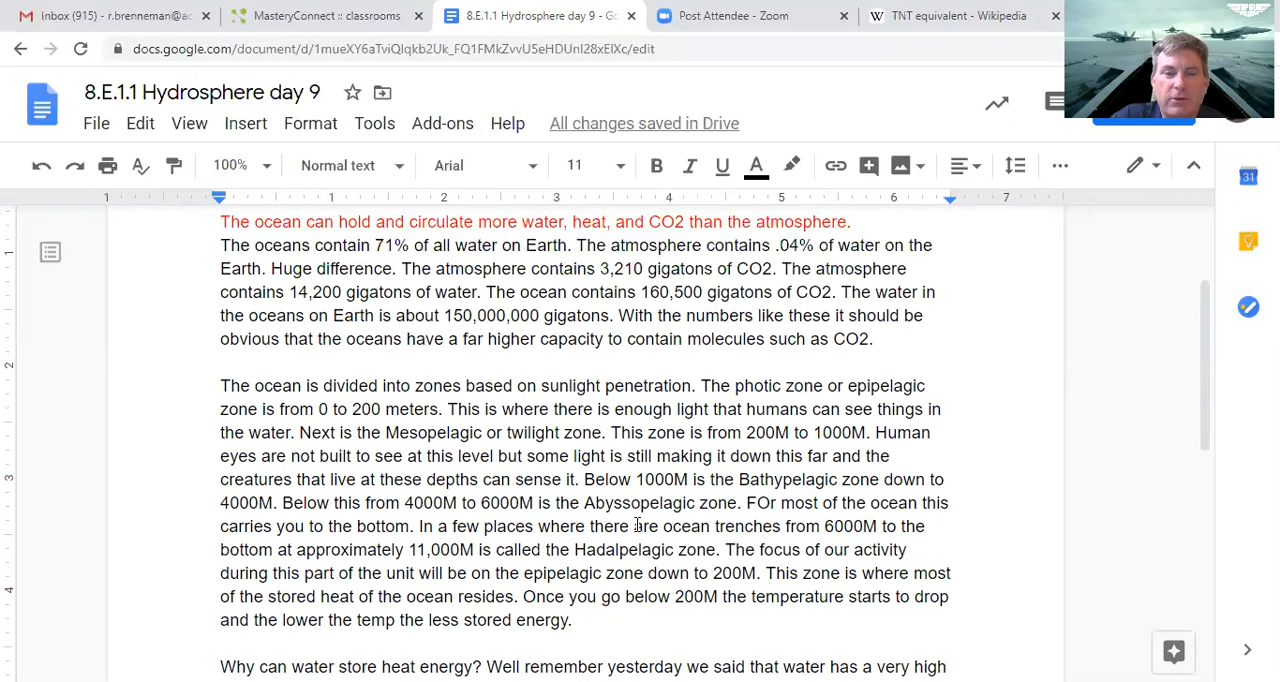 inbox (915) - r.brenneman@ac
MasteryConnect :: classrooms
8.E.1.1 Hydrosphere day 9 - Go
Post Attendee - Zoom
TNT equivalent - Wikipedia
docs.google.com/document/d/1mueXY6aTviQlqkb2Uk_FQ1FMkZvvU5eHDUnI28xEIXc/edit
8.E.1.1 Hydrosphere day 9
File Edit View Insert Format Tools Add-ons Help All changes saved in Drive
100% Normal text Arial 11 B I U A
1 1 2 3 4 5 6 7
The ocean can hold and circulate more water, heat, and CO2 than the atmosphere.
The oceans contain 71% of all water on Earth. The atmosphere contains .04% of water on the
Earth. Huge difference. The atmosphere contains 3,210 gigatons of CO2. The atmosphere
contains 14,200 gigatons of water. The ocean contains 160,500 gigatons of CO2. The water in
the oceans on Earth is about 150,000,000 gigatons. With the numbers like these it should be
obvious that the oceans have a far higher capacity to contain molecules such as CO2.
The ocean is divided into zones based on sunlight penetration. The photic zone or epipelagic
zone is from 0 to 200 meters. This is where there is enough light that humans can see things in
the water. Next is the Mesopelagic or twilight zone. This zone is from 200M to 1000M. Human
eyes are not built to see at this level but some light is still making it down this far and the
creatures that live at these depths can sense it. Below 1000M is the Bathypelagic zone down to
4000M. Below this from 4000M to 6000M is the Abyssopelagic zone. FOr most of the ocean this
carries you to the bottom. In a few places where there are ocean trenches from 6000M to the
bottom at approximately 11,000M is called the Hadalpelagic zone. The focus of our activity
during this part of the unit will be on the epipelagic zone down to 200M. This zone is where most
of the stored heat of the ocean resides. Once you go below 200M the temperature starts to drop
and the lower the temp the less stored energy.
Why can water store heat energy? Well remember yesterday we said that water has a very high
1
2
3
4
31